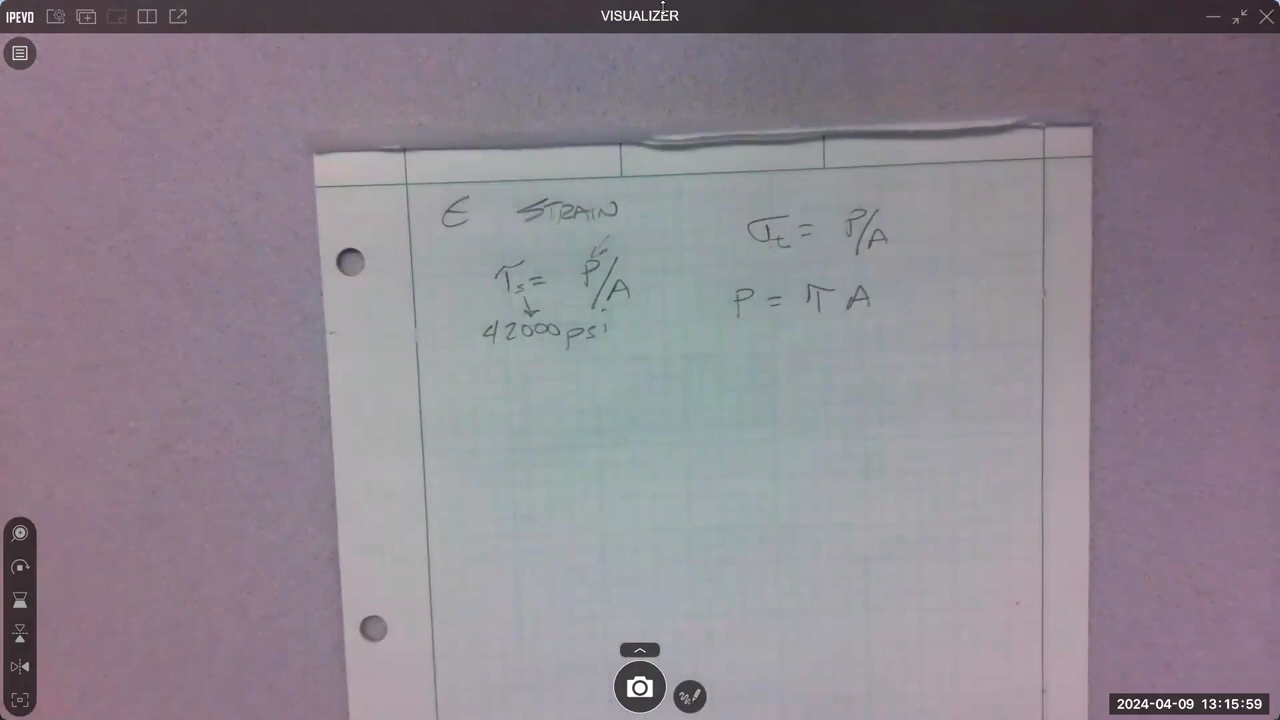 IPEVO
VISUALIZER
ϵ STRAIN
τs = P/A
42000 psi
σt = P/A
P = τ A
2024-04-09 13:15:59